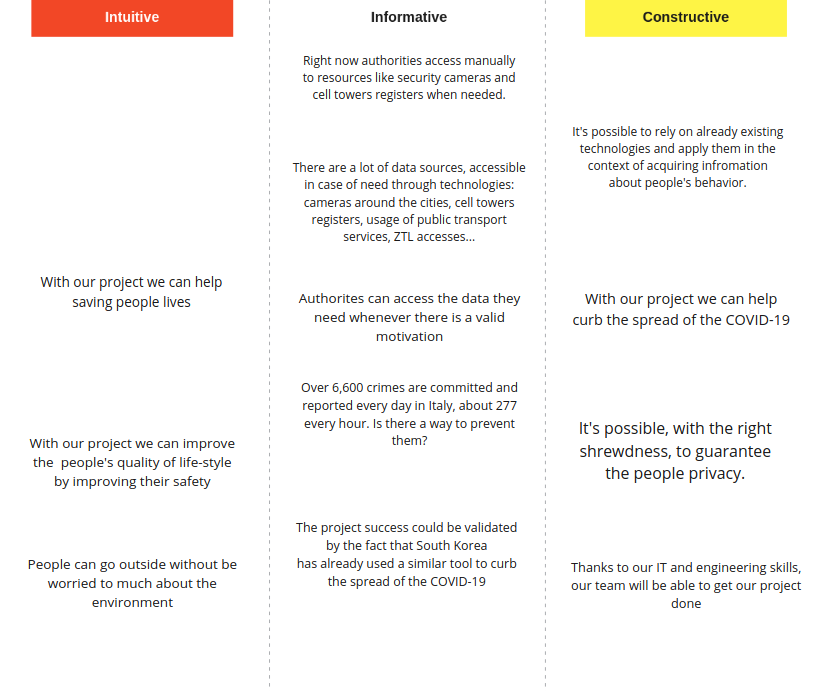 Intuitive
With our project we can help
saving people lives
With our project we can improve
the  people's quality of life-style
by improving their safety
People can go outside without be
worried to much about the
environment
Informative
Right now authorities access manually
to resources like security cameras and
cell towers registers when needed.
There are a lot of data sources, accessible
in case of need through technologies:
cameras around the cities, cell towers
registers, usage of public transport
services, ZTL accesses...
Authorites can access the data they
need whenever there is a valid
motivation
Over 6,600 crimes are committed and
reported every day in Italy, about 277
every hour. Is there a way to prevent
them?
The project success could be validated
by the fact that South Korea
has already used a similar tool to curb
the spread of the COVID-19
Constructive
It's possible to rely on already existing
technologies and apply them in the
context of acquiring infromation
about people's behavior.
With our project we can help
curb the spread of the COVID-19
It's possible, with the right
shrewdness, to guarantee
the people privacy.
Thanks to our IT and engineering skills,
our team will be able to get our project
done